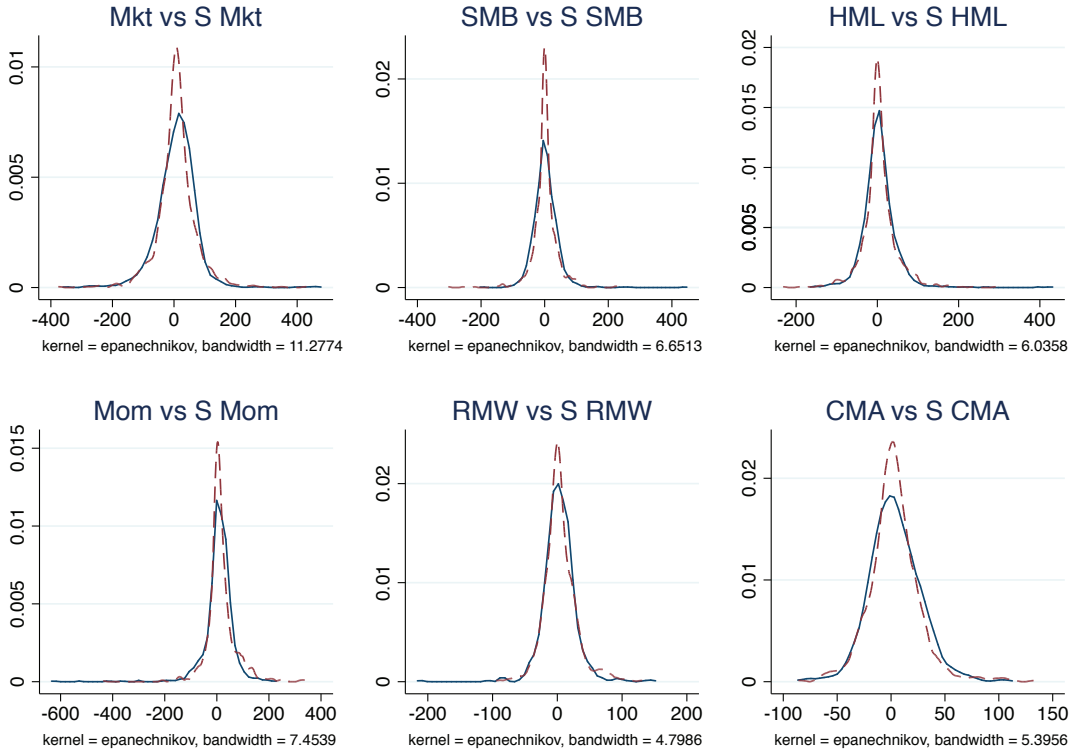 Mkt vs S Mkt
0.01
0.005
0
-400 -200 0 200 400
kernel = epanechnikov, bandwidth = 11.2774
SMB vs S SMB
0.02
0.01
0
-400 -200 0 200 400
kernel = epanechnikov, bandwidth = 6.6513
HML vs S HML
0.02
0.015
.01
0.005
0
-200 0 200 400
kernel = epanechnikov, bandwidth = 6.0358
Mom vs S Mom
0.015
0.01
0.005
0
-600 -400 -200 0 200 400
kernel = epanechnikov, bandwidth = 7.4539
RMW vs S RMW
0.02
0.01
0
-200 -100 0 100 200
kernel = epanechnikov, bandwidth = 4.7986
CMA vs S CMA
0.02
0.01
0
-100 -50 0 50 100 150
kernel = epanechnikov, bandwidth = 5.3956